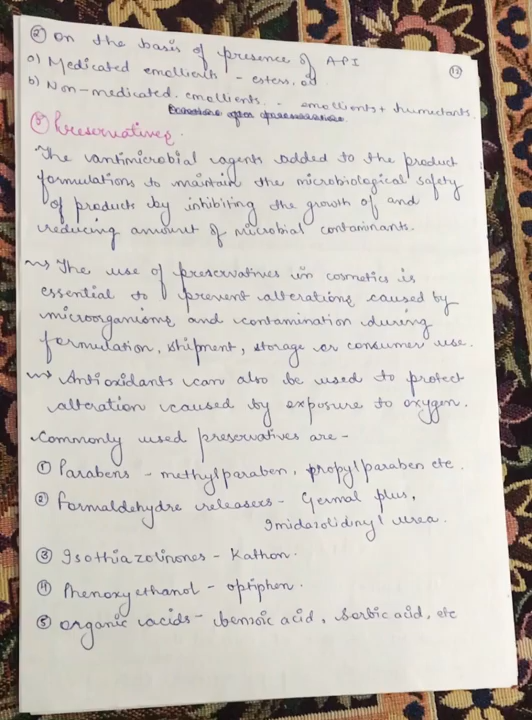 ② On the basis of presence of API
⑫
a) Medicated emollients - esters, oil
b) Non-medicated emollients - emollients + humectants.
⑤ Preservatives.
The antimicrobial agents added to the product
formulations to maintain the microbiological safety
of products by inhibiting the growth of and
reducing amount of microbial contaminants.
~> The use of preservatives in cosmetics is
essential to prevent alterations caused by
microorganisms and contamination during
formulation, shipment, storage or consumer use.
~> Antioxidants can also be used to protect
alteration caused by exposure to oxygen.
Commonly used preservatives are -
① Parabens - methylparaben, propylparaben etc.
② Formaldehydre releasers - Germal plus,
Imidazolidinyl urea.
③ Isothiazolinones - Kathon.
④ Phenoxyethanol - optiphen.
⑤ organic acids - benzoic acid, Sorbic acid, etc